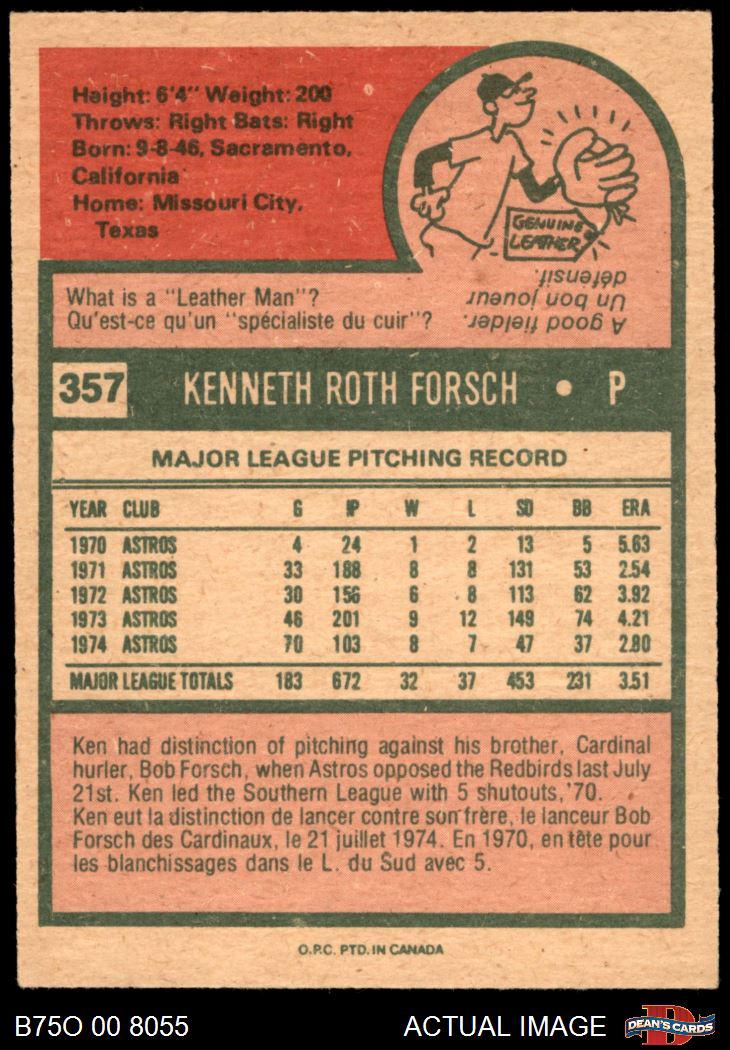 Height: 6'4" Weight: 200
Throws: Right Bats: Right
Born: 9-8-46, Sacramento,
California
Home: Missouri City,
Texas
GENUINE
LEATHER
What is a "Leather Man"?
Qu'est-ce qu'un "spécialiste du cuir"?
A good fielder.
Un bon joueur
défensif.
357 KENNETH ROTH FORSCH • P
MAJOR LEAGUE PITCHING RECORD
YEAR CLUB G IP W L SO BB ERA
1970 ASTROS 4 24 1 2 13 5 5.63
1971 ASTROS 33 188 8 8 131 53 2.54
1972 ASTROS 30 156 6 8 113 62 3.92
1973 ASTROS 46 201 9 12 149 74 4.21
1974 ASTROS 70 103 8 7 47 37 2.80
MAJOR LEAGUE TOTALS 183 672 32 37 453 231 3.51
Ken had distinction of pitching against his brother, Cardinal
hurler, Bob Forsch, when Astros opposed the Redbirds last July
21st. Ken led the Southern League with 5 shutouts, '70.
Ken eut la distinction de lancer contre son frère, le lanceur Bob
Forsch des Cardinaux, le 21 juillet 1974. En 1970, en tête pour
les blanchissages dans le L. du Sud avec 5.
O.P.C. PTD. IN CANADA
B75O 00 8055 ACTUAL IMAGE
D
DEAN'S CARDS